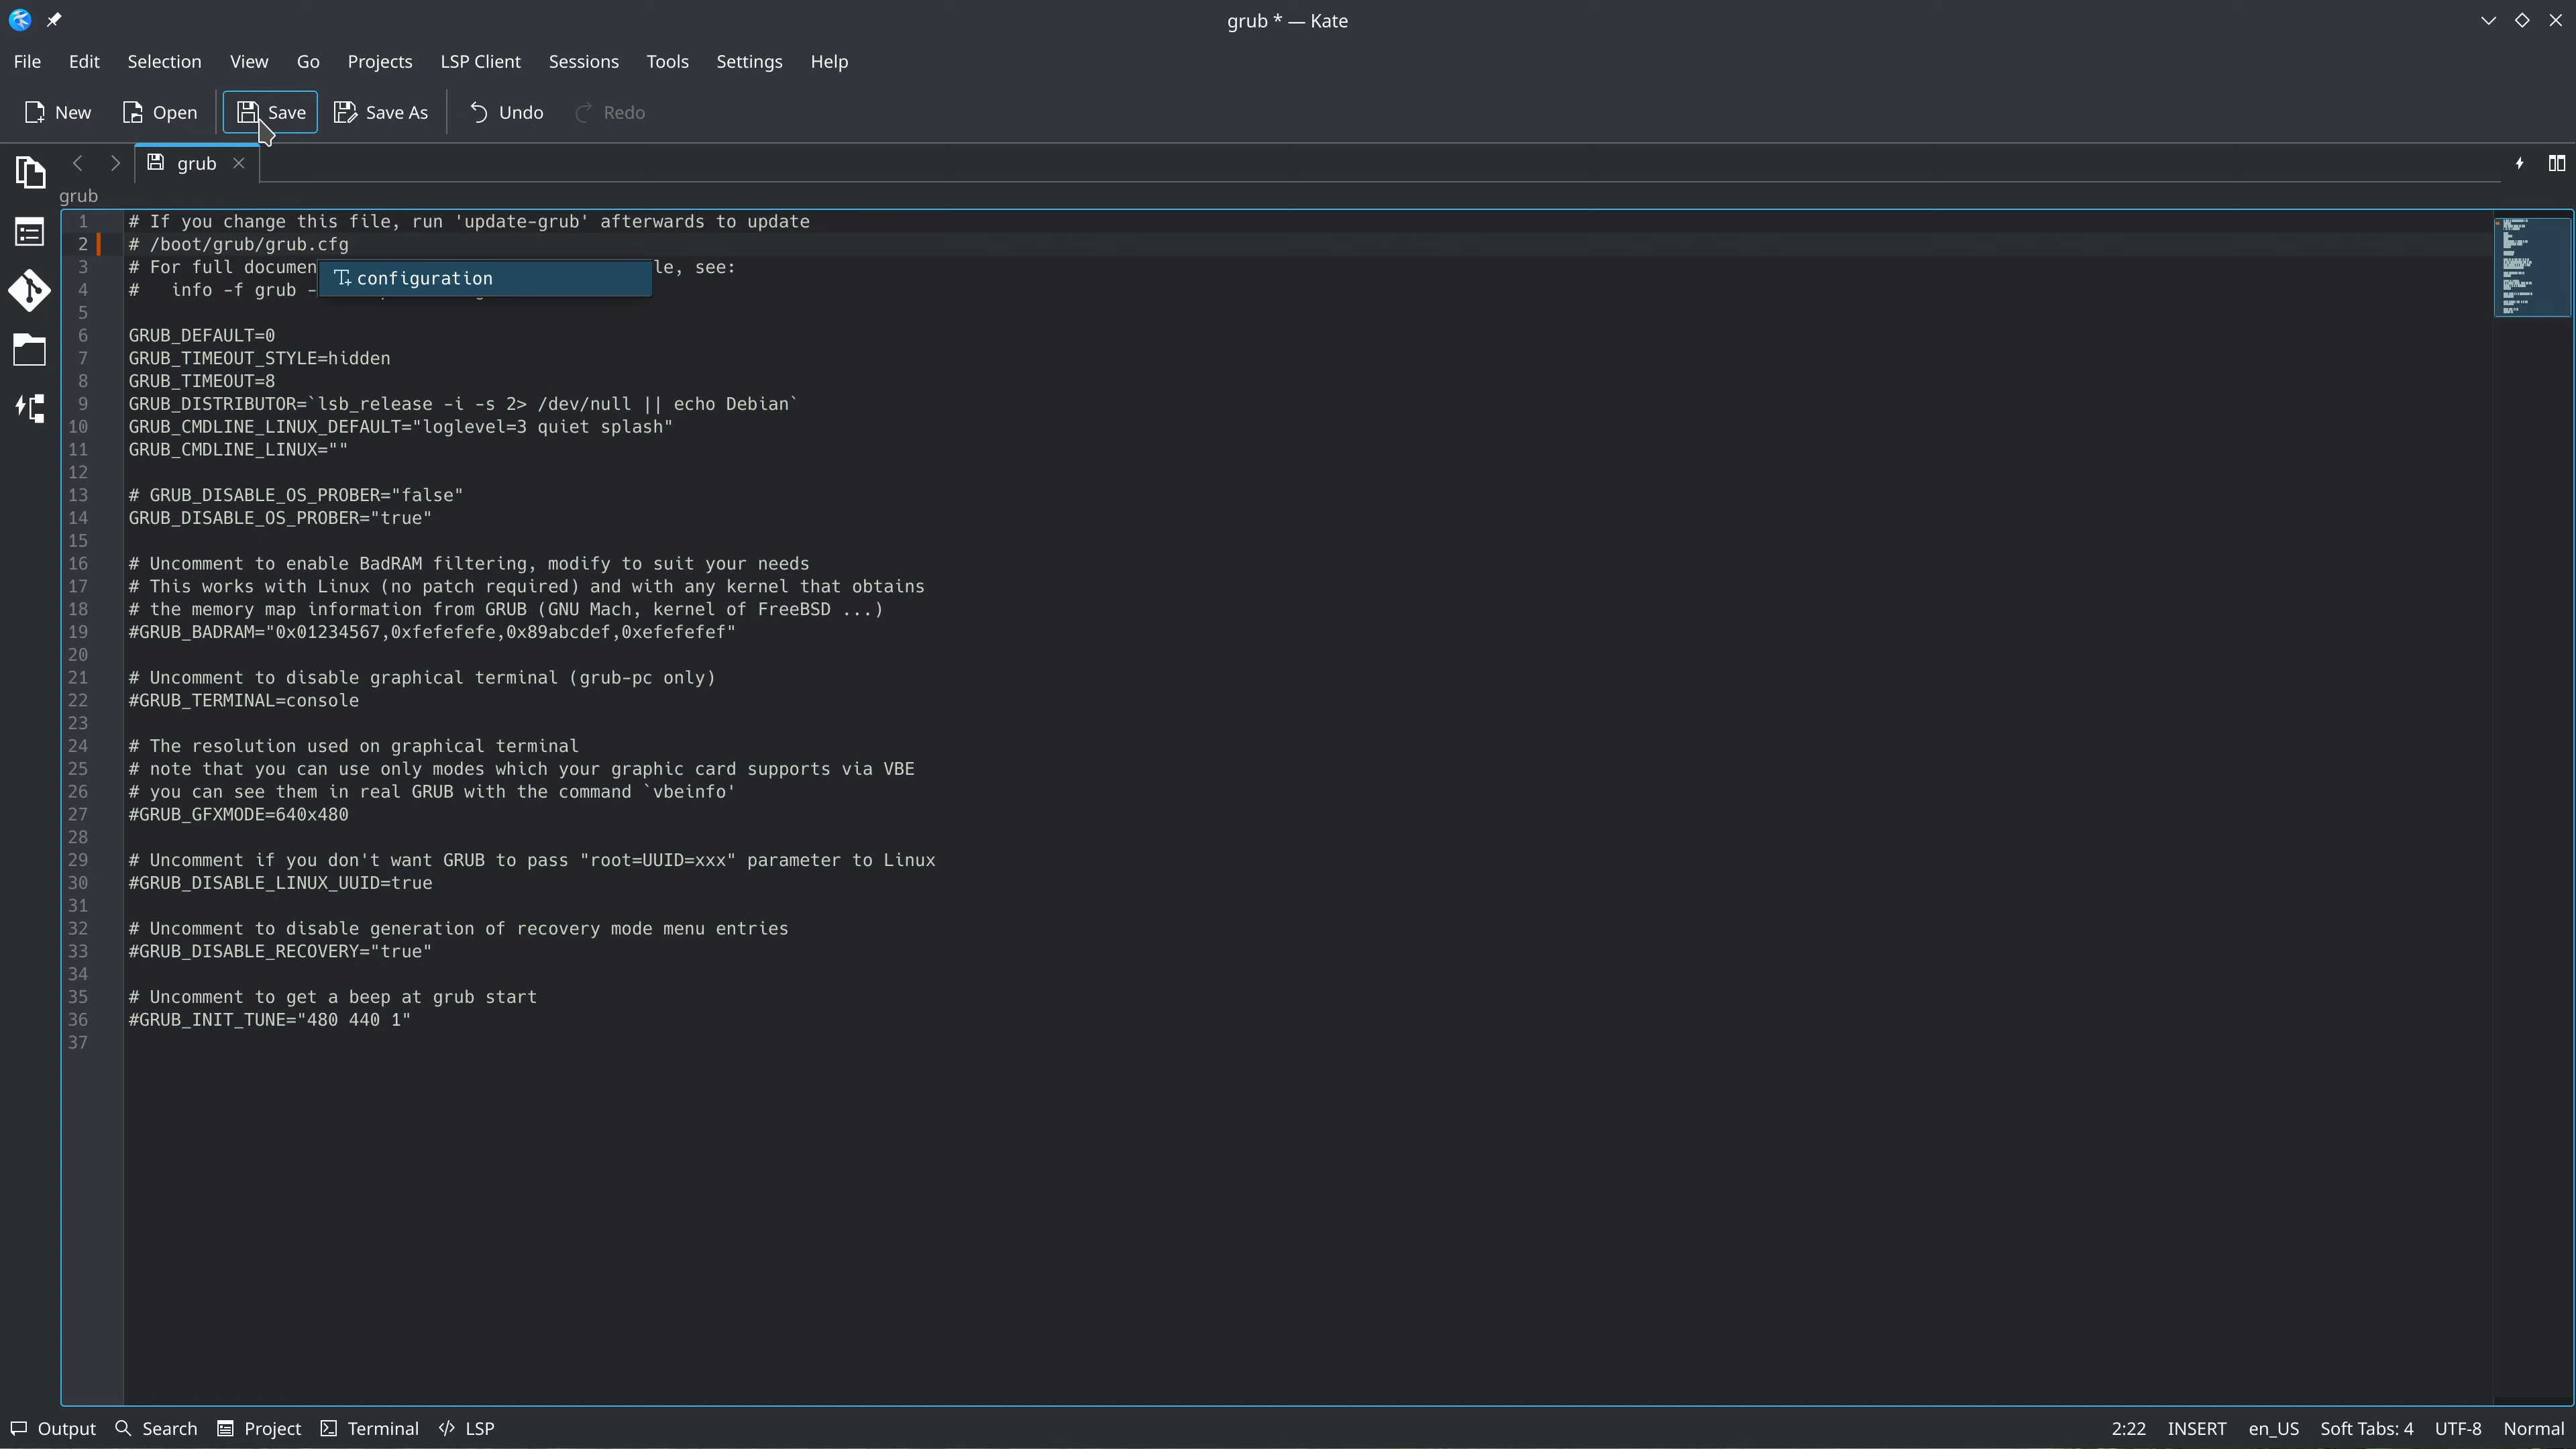 grub * — Kate
File Edit Selection View Go Projects LSP Client Sessions Tools Settings Help
New Open Save Save As Undo Redo
grub
grub
1 # If you change this file, run 'update-grub' afterwards to update
2 # /boot/grub/grub.cfg
3 # For full documen le, see:
configuration
4 #   info -f grub -
5
6 GRUB_DEFAULT=0
7 GRUB_TIMEOUT_STYLE=hidden
8 GRUB_TIMEOUT=8
9 GRUB_DISTRIBUTOR=`lsb_release -i -s 2> /dev/null || echo Debian`
10 GRUB_CMDLINE_LINUX_DEFAULT="loglevel=3 quiet splash"
11 GRUB_CMDLINE_LINUX=""
12
13 # GRUB_DISABLE_OS_PROBER="false"
14 GRUB_DISABLE_OS_PROBER="true"
15
16 # Uncomment to enable BadRAM filtering, modify to suit your needs
17 # This works with Linux (no patch required) and with any kernel that obtains
18 # the memory map information from GRUB (GNU Mach, kernel of FreeBSD ...)
19 #GRUB_BADRAM="0x01234567,0xfefefefe,0x89abcdef,0xefefefef"
20
21 # Uncomment to disable graphical terminal (grub-pc only)
22 #GRUB_TERMINAL=console
23
24 # The resolution used on graphical terminal
25 # note that you can use only modes which your graphic card supports via VBE
26 # you can see them in real GRUB with the command `vbeinfo'
27 #GRUB_GFXMODE=640x480
28
29 # Uncomment if you don't want GRUB to pass "root=UUID=xxx" parameter to Linux
30 #GRUB_DISABLE_LINUX_UUID=true
31
32 # Uncomment to disable generation of recovery mode menu entries
33 #GRUB_DISABLE_RECOVERY="true"
34
35 # Uncomment to get a beep at grub start
36 #GRUB_INIT_TUNE="480 440 1"
37
Output Search Project Terminal LSP 2:22 INSERT en_US Soft Tabs: 4 UTF-8 Normal